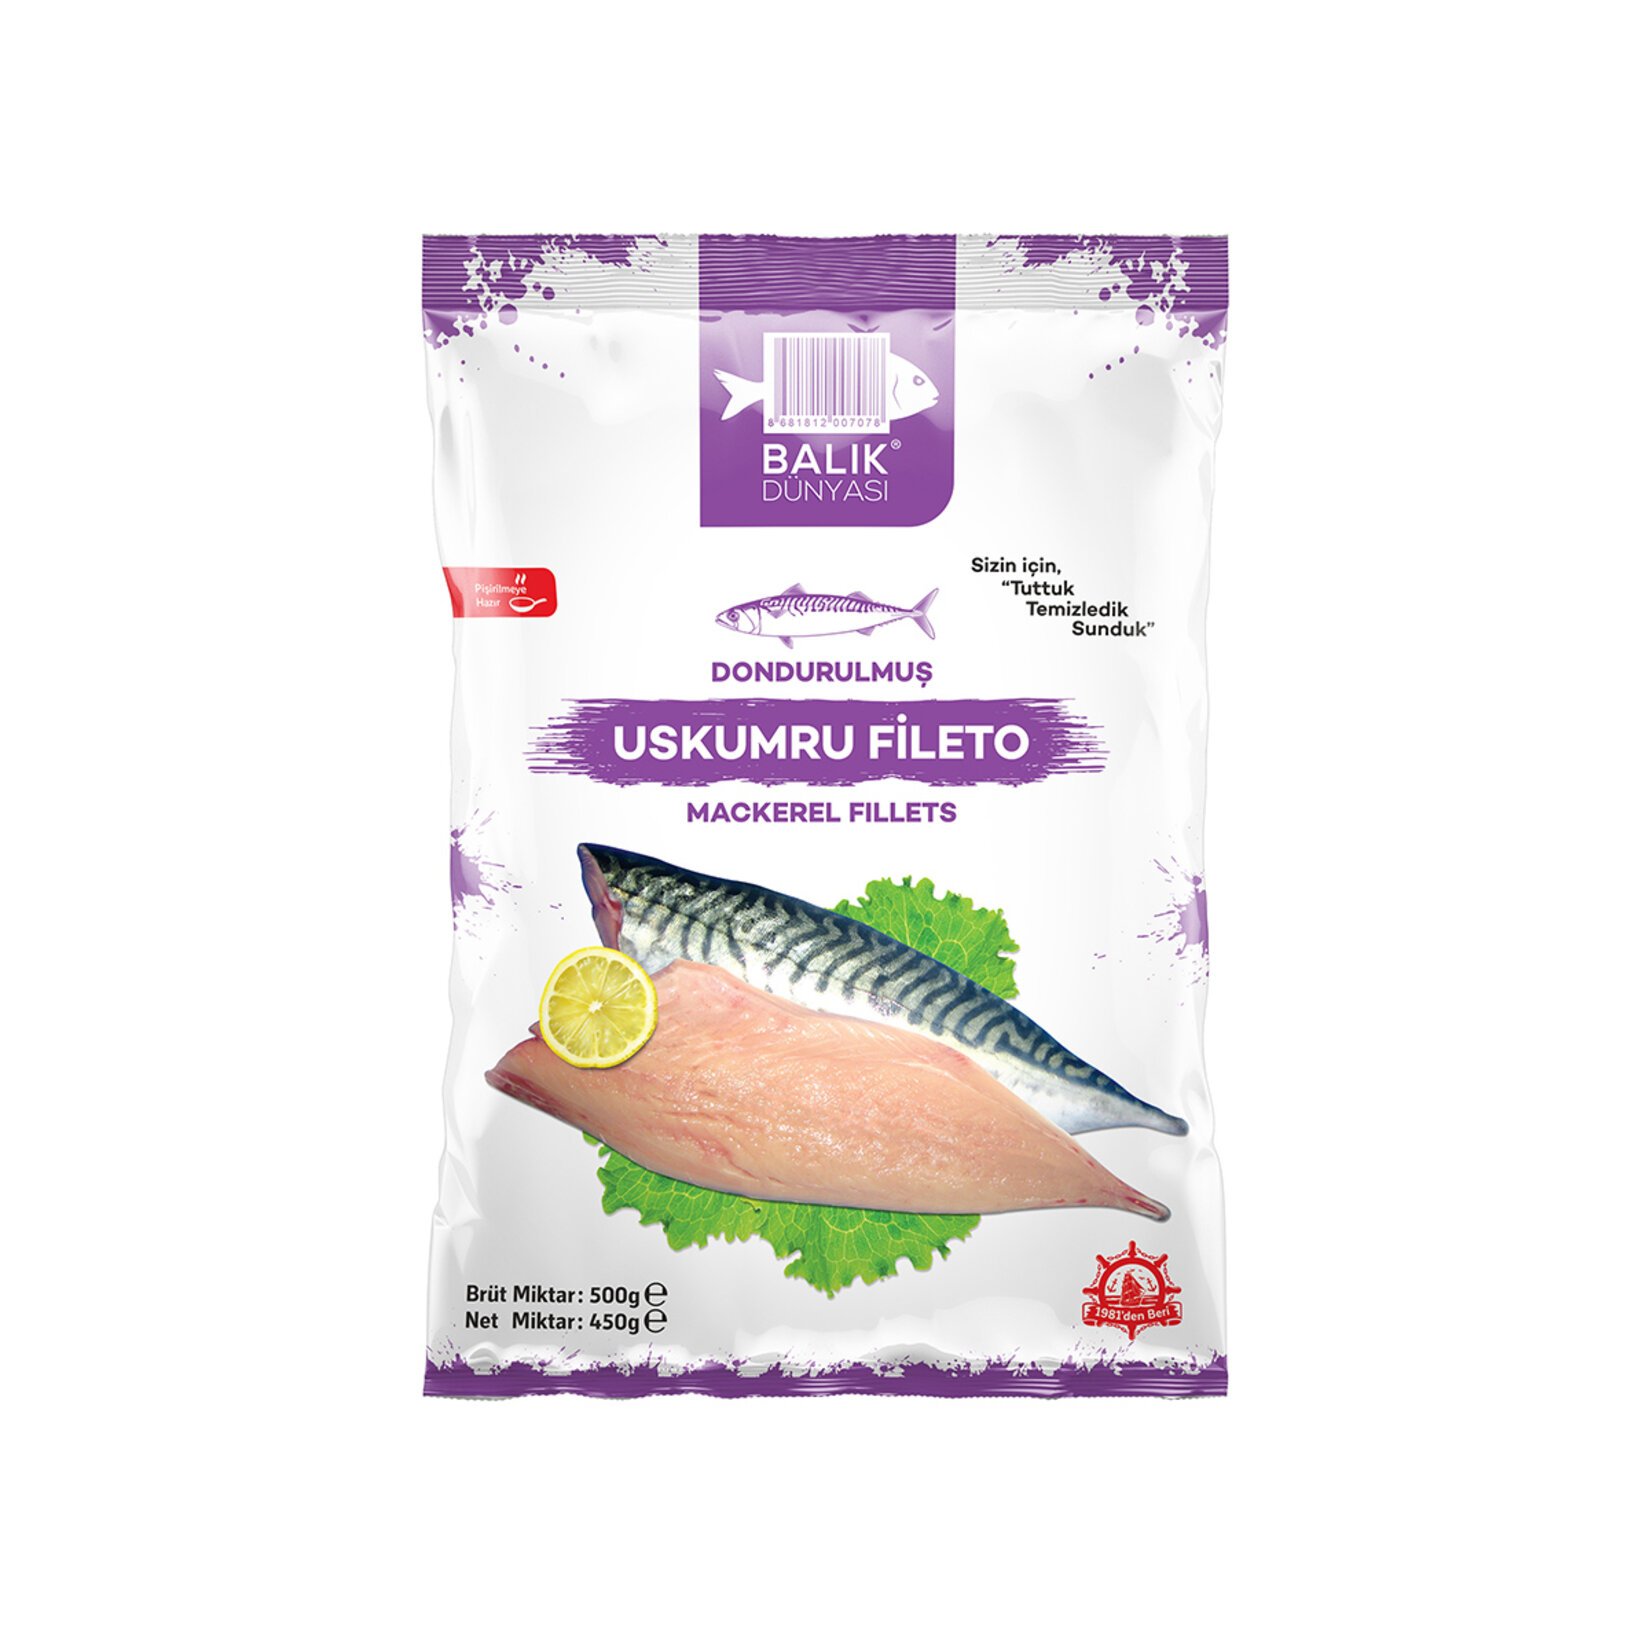 8 681812 007078
BALIK®
DÜNYASI
Pişirilmeye
Hazır
Sizin için,
“Tuttuk
Temizledik
Sunduk”
DONDURULMUŞ
USKUMRU FİLETO
MACKEREL FILLETS
Brüt Miktar: 500g ℮
Net Miktar: 450g ℮
1981'den Beri